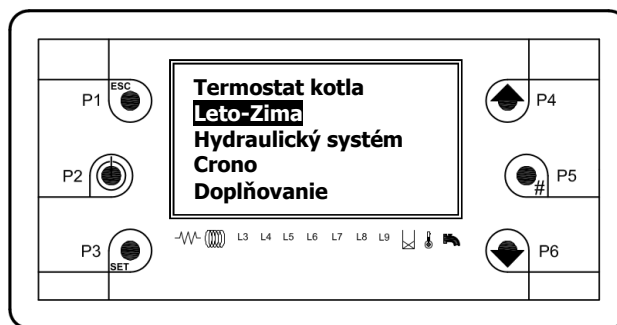 ESC
P1
P2
P3
SET
Termostat kotla
Leto-Zima
Hydraulický systém
Crono
Doplňovanie
L3 L4 L5 L6 L7 L8 L9
P4
# P5
P6